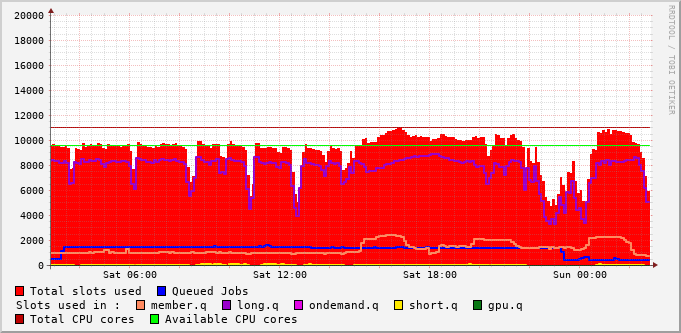 RRDTOOL / TOBI OETIKER
20000
18000
16000
14000
12000
10000
8000
6000
4000
2000
0
Sat 06:00 Sat 12:00 Sat 18:00 Sun 00:00
Total slots used Queued Jobs
Slots used in : member.q long.q ondemand.q short.q gpu.q
Total CPU cores Available CPU cores